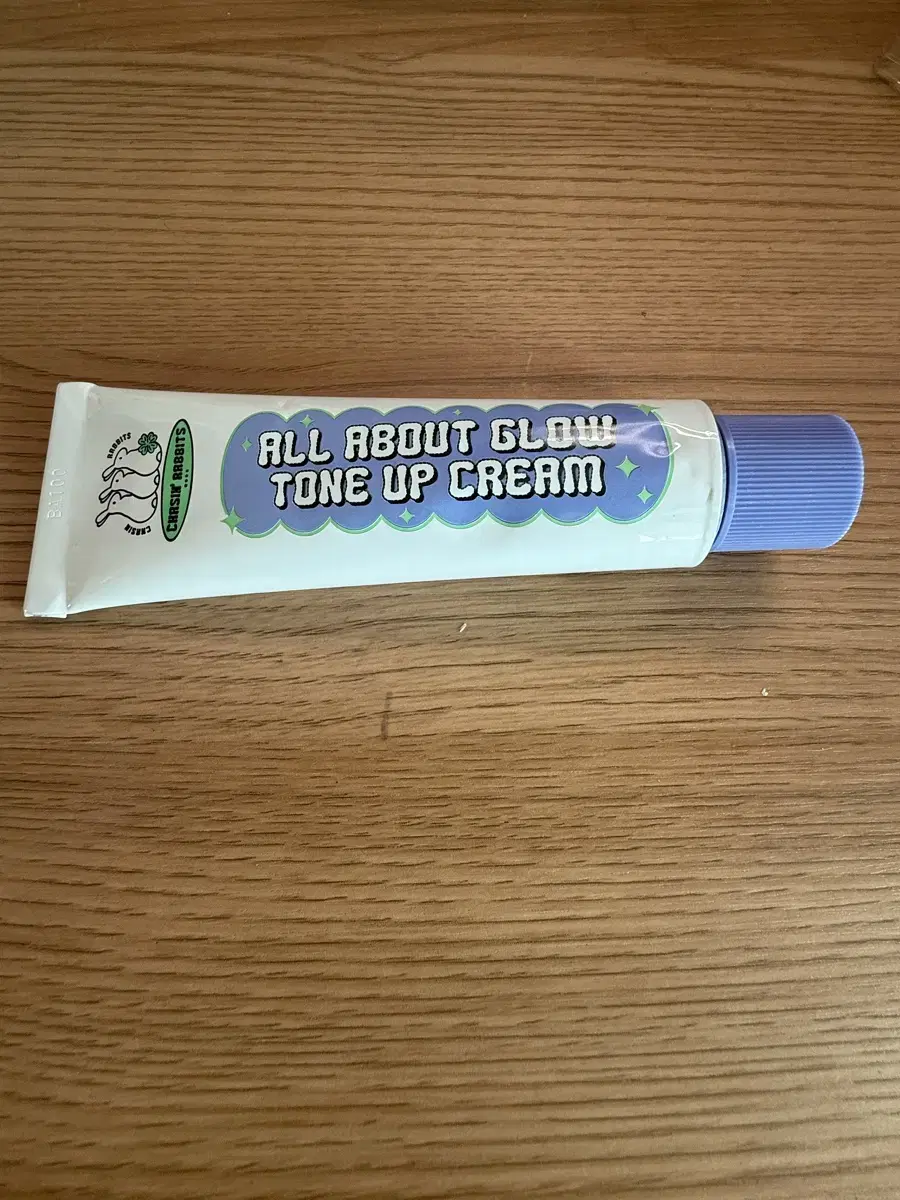 ALL ABOUT GLOW
TONE UP CREAM
CHASIN' RABBITS
RABBITS
CHASIN